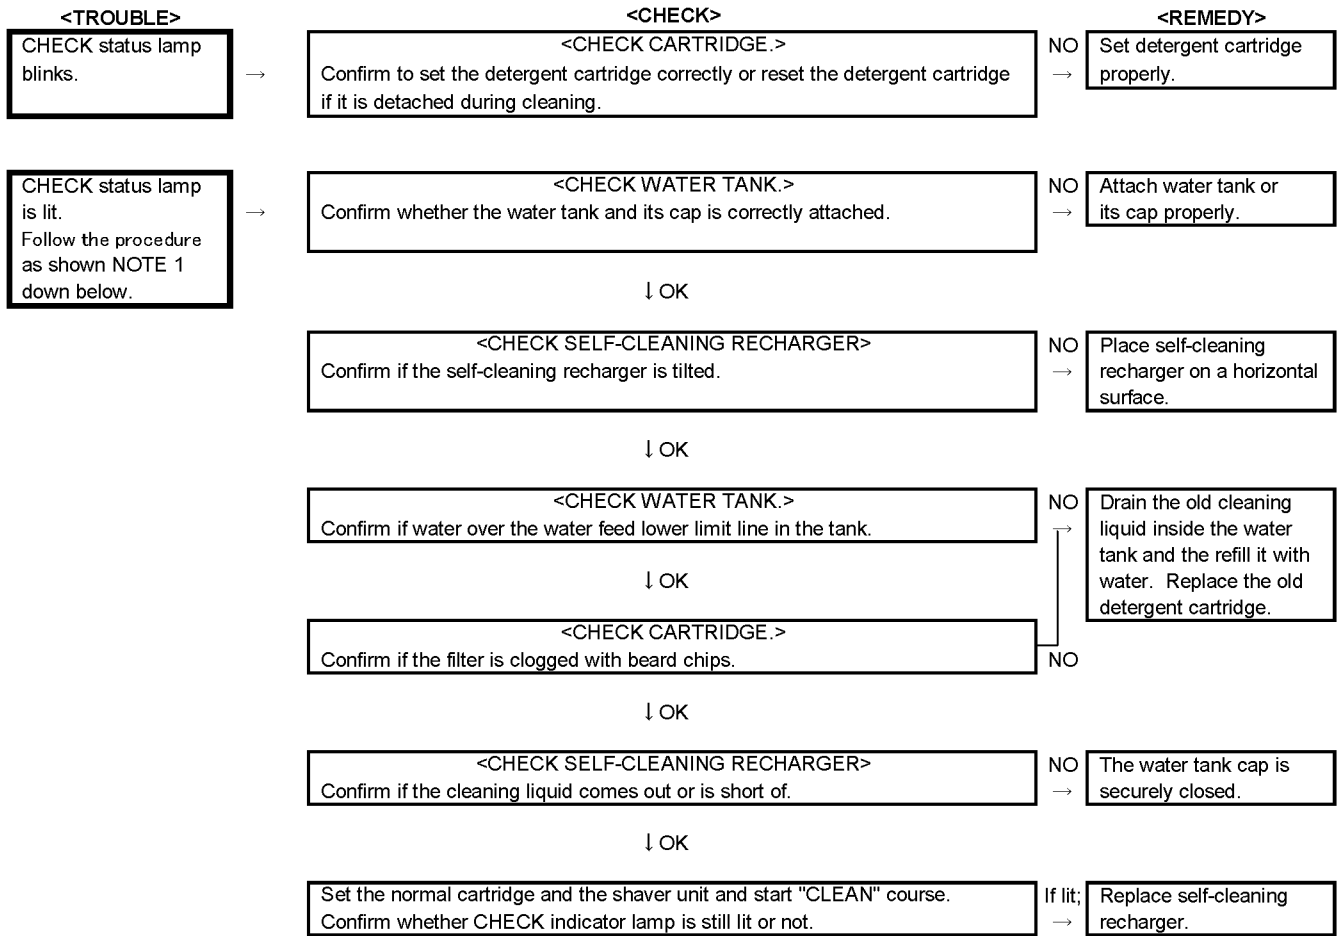 <TROUBLE> <CHECK> <REMEDY>
CHECK status lamp
blinks.
→
<CHECK CARTRIDGE.>
Confirm to set the detergent cartridge correctly or reset the detergent cartridge
if it is detached during cleaning.
NO
→
Set detergent cartridge
properly.
CHECK status lamp
is lit.
Follow the procedure
as shown NOTE 1
down below.
→
<CHECK WATER TANK.>
Confirm whether the water tank and its cap is correctly attached.
NO
→
Attach water tank or
its cap properly.
↓ OK
<CHECK SELF-CLEANING RECHARGER>
Confirm if the self-cleaning recharger is tilted.
NO
→
Place self-cleaning
recharger on a horizontal
surface.
↓ OK
<CHECK WATER TANK.>
Confirm if water over the water feed lower limit line in the tank.
NO
→
Drain the old cleaning
liquid inside the water
tank and the refill it with
water. Replace the old
detergent cartridge.
↓ OK
<CHECK CARTRIDGE.>
Confirm if the filter is clogged with beard chips.
NO
↓ OK
<CHECK SELF-CLEANING RECHARGER>
Confirm if the cleaning liquid comes out or is short of.
NO
→
The water tank cap is
securely closed.
↓ OK
Set the normal cartridge and the shaver unit and start "CLEAN" course.
Confirm whether CHECK indicator lamp is still lit or not.
If lit;
→
Replace self-cleaning
recharger.